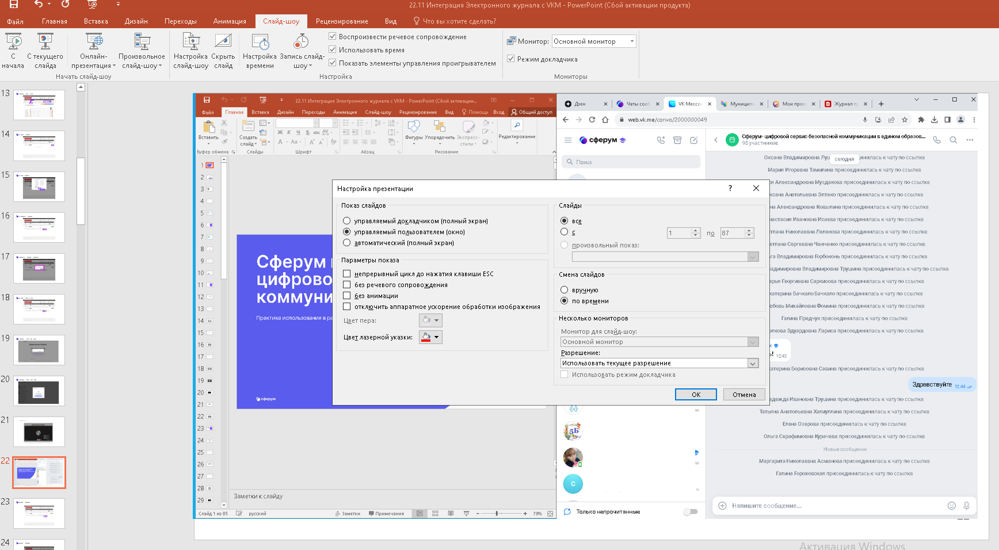 22.11 Интеграция Электронного журнала с VKM - PowerPoint (Сбой активации продукта)
Файл Главная Вставка Дизайн Переходы Анимация Слайд-шоу Рецензирование Вид Что вы хотите сделать?
С начала
С текущего слайда
Онлайн-презентация
Произвольное слайд-шоу
Начать слайд-шоу
Настройка слайд-шоу
Скрыть слайд
Настройка времени
Запись слайд-шоу
Воспроизвести речевое сопровождение
Использовать время
Показать элементы управления проигрывателем
Настройка
Монитор: Основной монитор
Режим докладчика
Мониторы
13
14
15
16
17
18
19
20
21
22
23
24
22.11 Интеграция Электронного журнала с VKM - PowerPoint (Сбой активации...
Файл Главная Вставка Дизайн Переходы Анимация Слайд-шоу Рецензирование Вид Помощь Вход Общий доступ
Вставить
Буфер обмена
Создать слайд
Слайды
Ж К Ч S abc AV
A Aa A A
Шрифт
Абзац
Фигуры Упорядочить Экспресс-стили
Рисование
Редактирование
1
2
3
4
5
6
7
8
9
10
11
12
13
14
15
16
17
18
19
20
21
22
23
24
25
26
27
28
29
Сферум
цифрово
коммуни
Практика использования в ра
сферум
Заметки к слайду
Слайд 1 из 85 русский Заметки Примечания 79%
Дзен
Чаты сооб
VK Мессен
Муниципа
Мои прое
Журнал п
web.vk.me/convo/2000000049
сферум
Поиск
5Б
С
Только непрочитанные
Сферум- цифровой сервис безопасной коммуникации в едином образов...
95 участников
сегодня
Оксана Владимировна Луш инилась к чату по ссылке
Мария Игоревна Тамилина присоединилась к чату по ссылке
я Александровна Муздакова присоединилась к чату по ссылке
ксана Анатольевна Элтеко присоединилась к чату по ссылке
на Александровна Ковылина присоединилась к чату по ссылке
настасия Ивановна Исаева присоединилась к чату по ссылке
тлана Николаевна Лелекова присоединилась к чату по ссылке
етлана Сергеевна Ченченко присоединилась к чату по ссылке
га Владимировна Горбоконь присоединилась к чату по ссылке
адимировна Владимировна Трушина присоединилась к чату по ссылке
арья Георгиевна Саркисова присоединилась к чату по ссылке
катерина Бачкало Бачкало присоединилась к чату по ссылке
юбовь Михайловна Фомина присоединилась к чату по ссылке
Галина Предчук присоединилась к чату по ссылке
олкова Эдуардовна Лариса присоединилась к чату по ссылке
ь! 12:42
катерина Борисовна Савина присоединилась к чату по ссылке
Здравствуйте 12:44
адежда Ивановна Трушина присоединилась к чату по ссылке
Татьяна Анатольевна Халиуллина присоединилась к чату по ссылке
Елена Озерова присоединилась к чату по ссылке
Ольга Серафимовна Курачева присоединилась к чату по ссылке
Новые сообщения
Маргарита Николаевна Асманова присоединилась к чату по ссылке
Галина Гороховская присоединилась к чату по ссылке
Напишите сообщение...
Настройка презентации ?
Показ слайдов
управляемый докладчиком (полный экран)
управляемый пользователем (окно)
автоматический (полный экран)
Параметры показа
непрерывный цикл до нажатия клавиши ESC
без речевого сопровождения
без анимации
отключить аппаратное ускорение обработки изображения
Цвет пера:
Цвет лазерной указки:
Слайды
все
с 1 по 87
произвольный показ:
Смена слайдов
вручную
по времени
Несколько мониторов
Монитор для слайд-шоу:
Основной монитор
Разрешение:
Использовать текущее разрешение
Использовать режим докладчика
ОК Отмена
Активация Windows